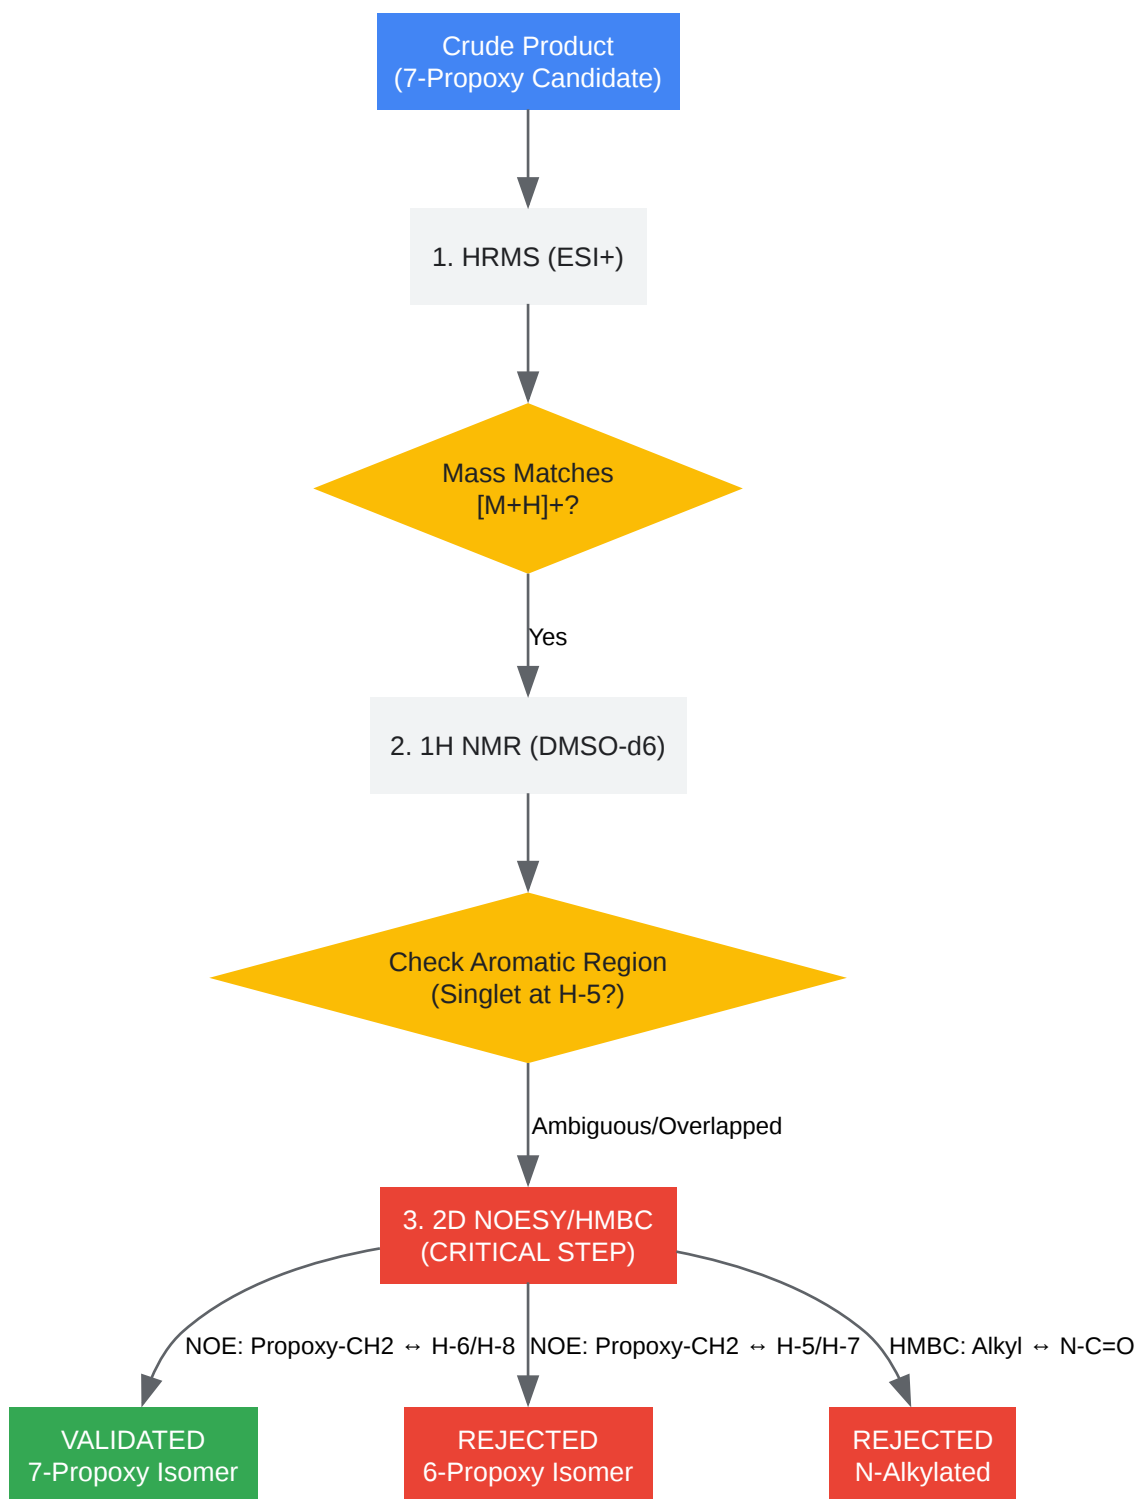 Crude Product
(7-Propoxy Candidate)
1. HRMS (ESI+)
Mass Matches
[M+H]+?
Yes
2. 1H NMR (DMSO-d6)
Check Aromatic Region
(Singlet at H-5?)
Ambiguous/Overlapped
3. 2D NOESY/HMBC
(CRITICAL STEP)
NOE: Propoxy-CH2 ↔ H-6/H-8
NOE: Propoxy-CH2 ↔ H-5/H-7
HMBC: Alkyl ↔ N-C=O
VALIDATED
7-Propoxy Isomer
REJECTED
6-Propoxy Isomer
REJECTED
N-Alkylated